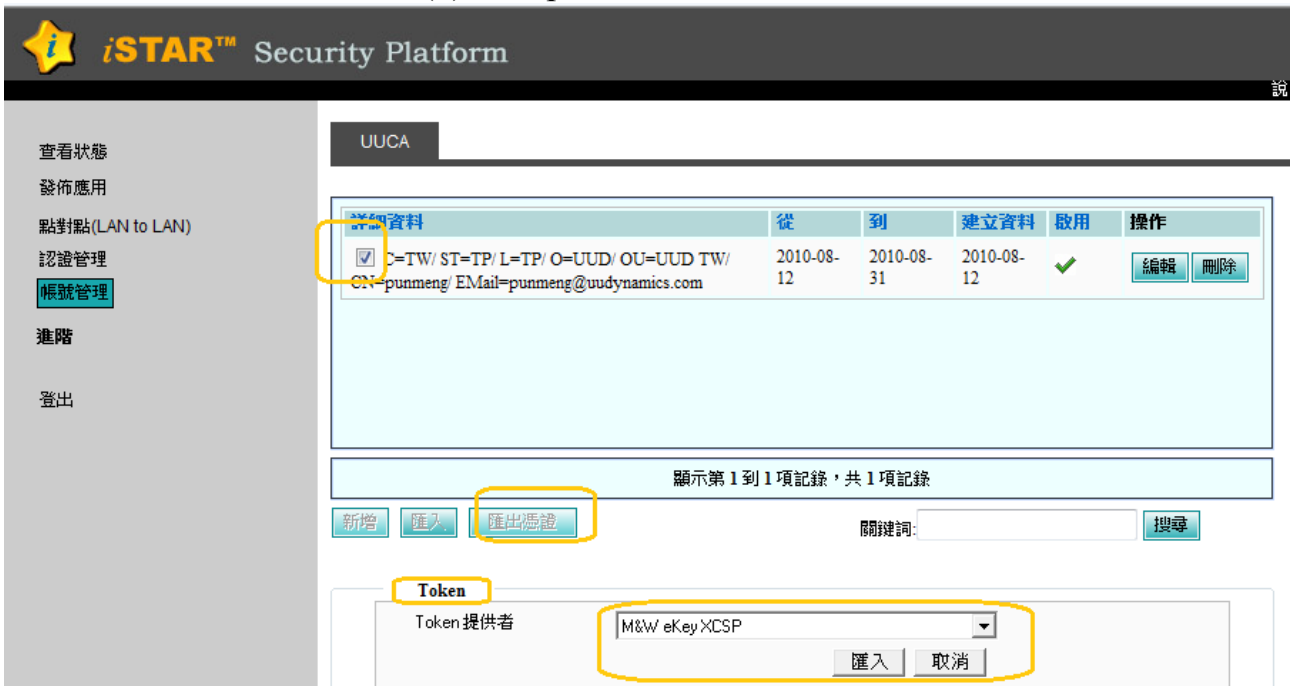 iSTAR™ Security Platform
說
查看狀態
發佈應用
點對點(LAN to LAN)
認證管理
帳號管理
進階
登出
UUCA
詳細資料 從 到 建立資料 啟用 操作
C=TW/ ST=TP/ L=TP/ O=UUD/ OU=UUD TW/ 2010-08- 2010-08- 2010-08- 編輯 刪除
CN=punmeng/ EMail=punmeng@uudynamics.com 12 31 12
顯示第 1 到 1 項記錄，共 1 項記錄
新增 匯入 匯出憑證 關鍵詞: 搜尋
Token
Token 提供者 M&W eKey XCSP
匯入 取消